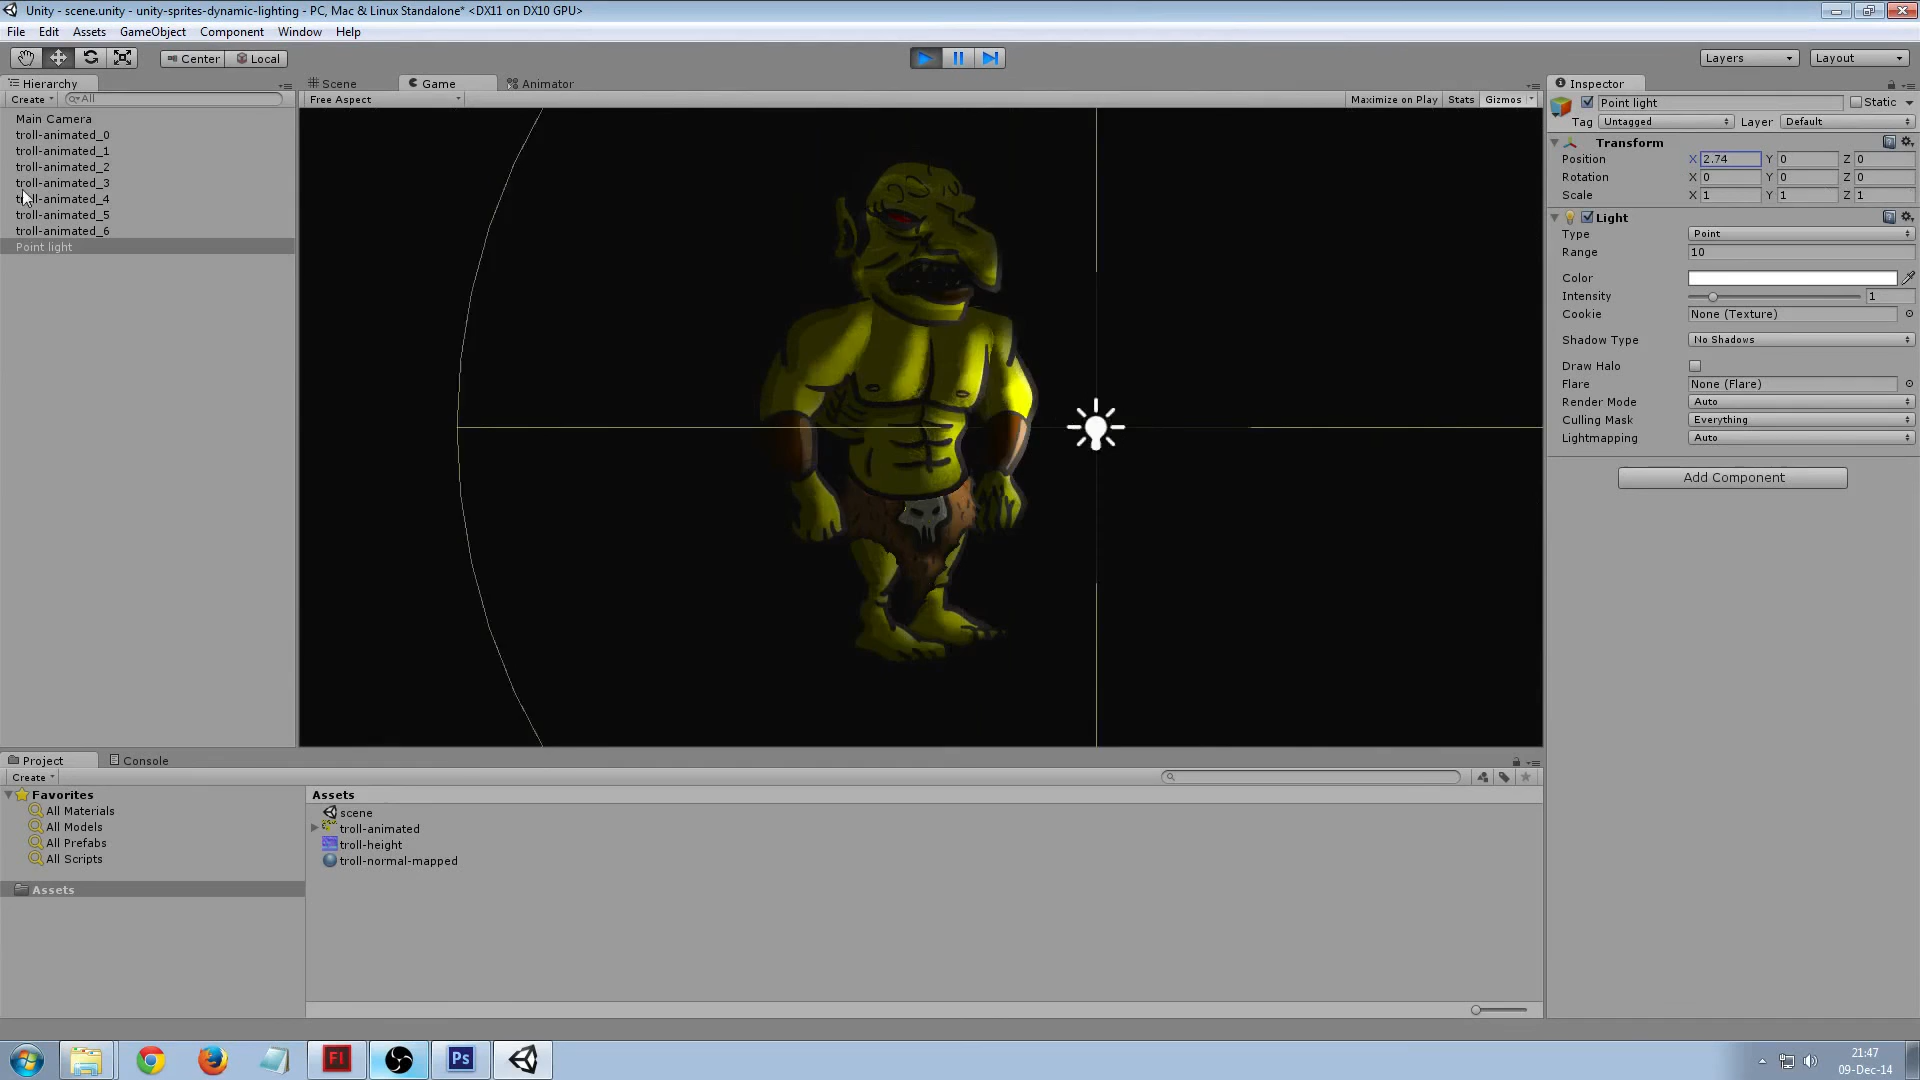 Unity - scene.unity - unity-sprites-dynamic-lighting - PC, Mac & Linux Standalone* <DX11 on DX10 GPU>
File Edit Assets GameObject Component Window Help
Center Local Layers Layout
Hierarchy
Create All
Main Camera
troll-animated_0
troll-animated_1
troll-animated_2
troll-animated_3
troll-animated_4
troll-animated_5
troll-animated_6
Point light
Scene Game Animator
Free Aspect Maximize on Play Stats Gizmos
Inspector
Point light Static
Tag Untagged Layer Default
Transform
Position X 2.74 Y 0 Z 0
Rotation X 0 Y 0 Z 0
Scale X 1 Y 1 Z 1
Light
Type Point
Range 10
Color
Intensity 1
Cookie None (Texture)
Shadow Type No Shadows
Draw Halo
Flare None (Flare)
Render Mode Auto
Culling Mask Everything
Lightmapping Auto
Add Component
Project Console
Create
Favorites
All Materials
All Models
All Prefabs
All Scripts
Assets
Assets
scene
troll-animated
troll-height
troll-normal-mapped
Fl
Ps
21:47
09-Dec-14